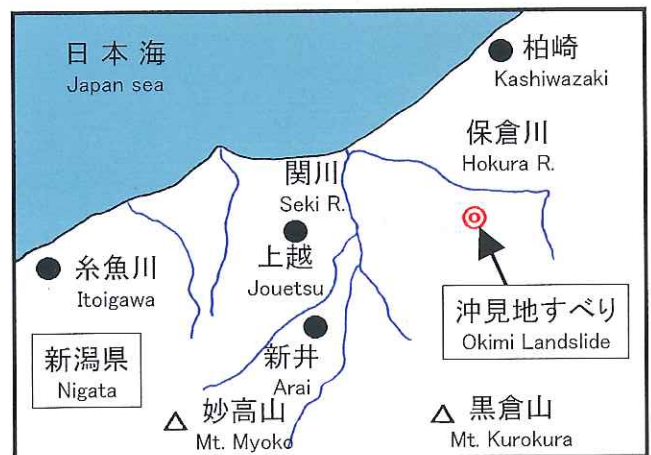 日本海
Japan sea
柏崎
Kashiwazaki
保倉川
Hokura R.
関川
Seki R.
上越
Jouetsu
糸魚川
Itoigawa
沖見地すべり
Okimi Landslide
新井
Arai
新潟県
Nigata
妙高山
Mt. Myoko
黒倉山
Mt. Kurokura